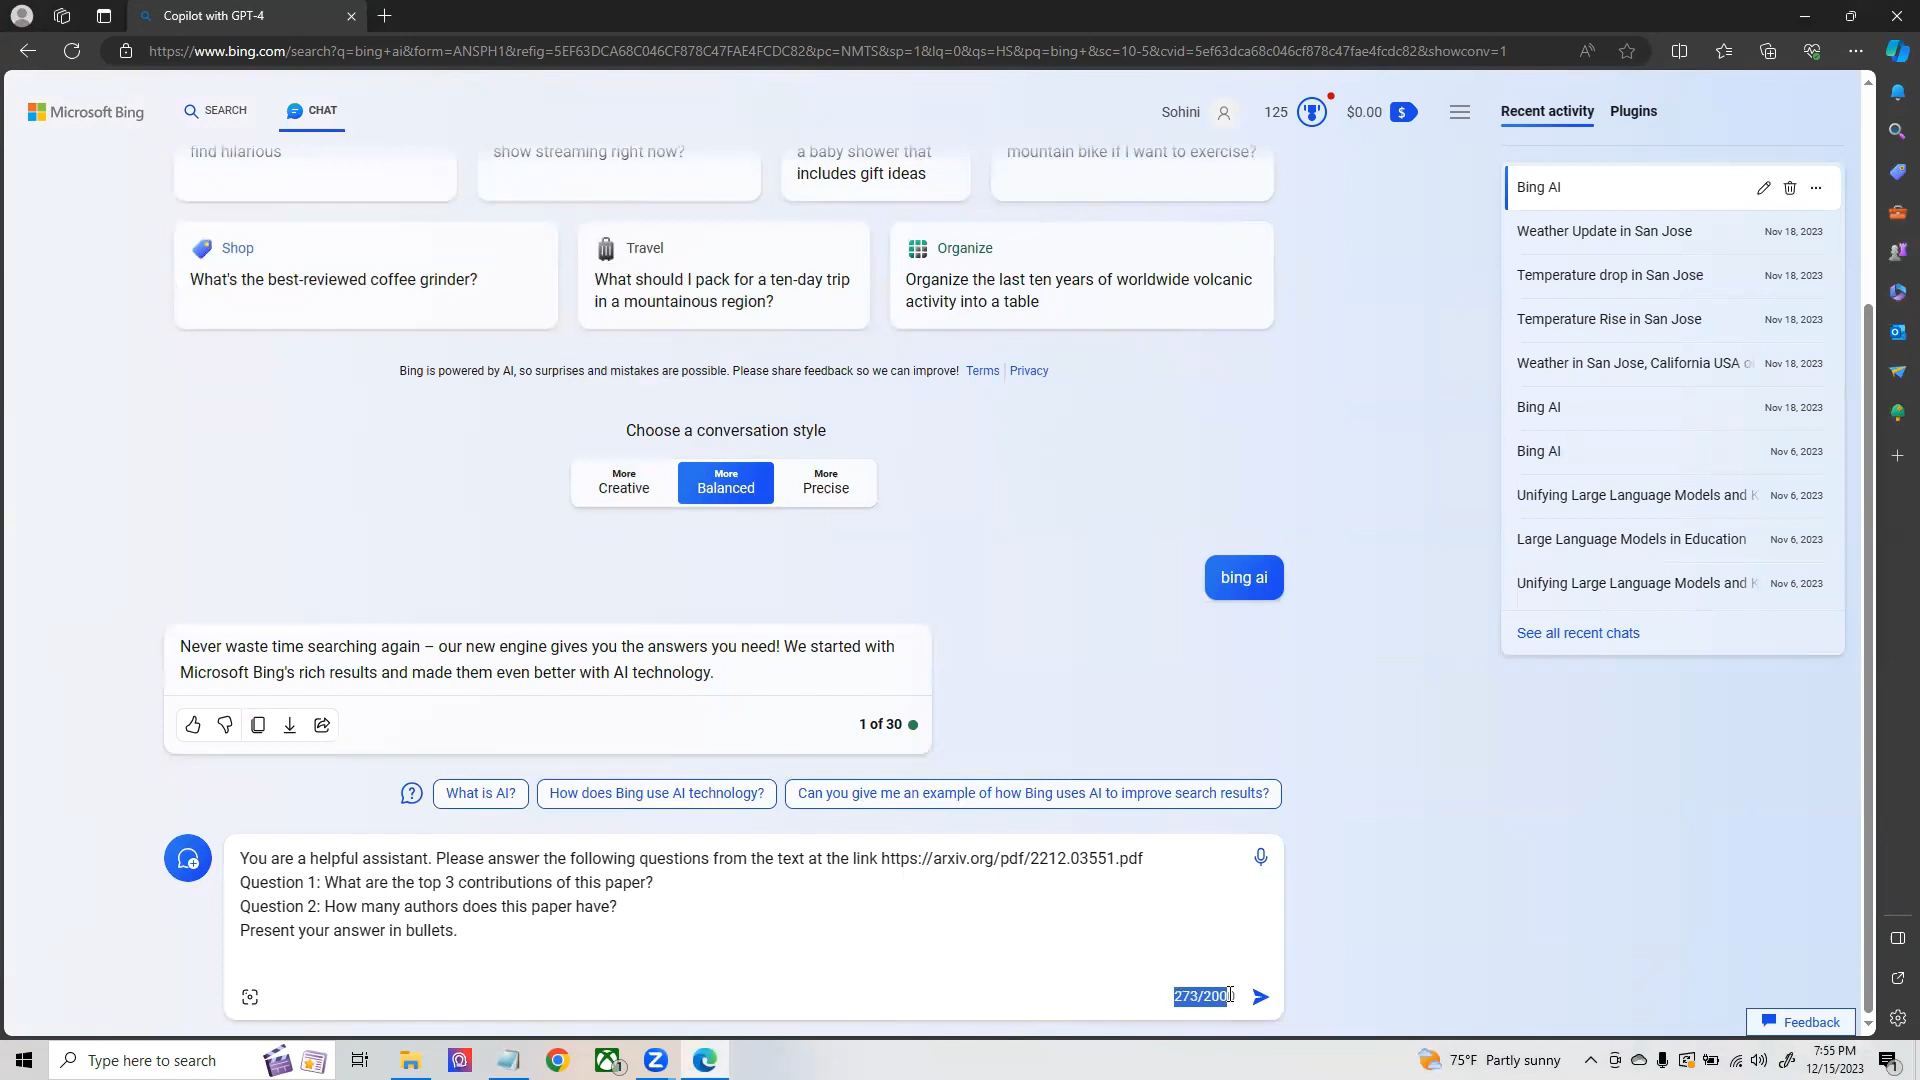 Copilot with GPT-4
https://www.bing.com/search?q=bing+ai&form=ANSPH1&refig=5EF63DCA68C046CF878C47FAE4FCDC82&pc=NMTS&sp=1&lq=0&qs=HS&pq=bing+&sc=10-5&cvid=5ef63dca68c046cf878c47fae4fcdc82&showconv=1
Microsoft Bing
SEARCH
CHAT
Sohini
125
$0.00
$
Recent activity
Plugins
find hilarious
show streaming right now?
a baby shower that
includes gift ideas
mountain bike if I want to exercise?
Shop
What's the best-reviewed coffee grinder?
Travel
What should I pack for a ten-day trip
in a mountainous region?
Organize
Organize the last ten years of worldwide volcanic
activity into a table
Bing is powered by AI, so surprises and mistakes are possible. Please share feedback so we can improve! Terms Privacy
Choose a conversation style
More
Creative
More
Balanced
More
Precise
bing ai
Never waste time searching again – our new engine gives you the answers you need! We started with
Microsoft Bing's rich results and made them even better with AI technology.
1 of 30
What is AI?
How does Bing use AI technology?
Can you give me an example of how Bing uses AI to improve search results?
You are a helpful assistant. Please answer the following questions from the text at the link https://arxiv.org/pdf/2212.03551.pdf
Question 1: What are the top 3 contributions of this paper?
Question 2: How many authors does this paper have?
Present your answer in bullets.
273/2000
Bing AI
Weather Update in San Jose Nov 18, 2023
Temperature drop in San Jose Nov 18, 2023
Temperature Rise in San Jose Nov 18, 2023
Weather in San Jose, California USA Nov 18, 2023
Bing AI Nov 18, 2023
Bing AI Nov 6, 2023
Unifying Large Language Models and Nov 6, 2023
Large Language Models in Education Nov 6, 2023
Unifying Large Language Models and Nov 6, 2023
See all recent chats
Feedback
Type here to search
75°F Partly sunny
7:55 PM
12/15/2023